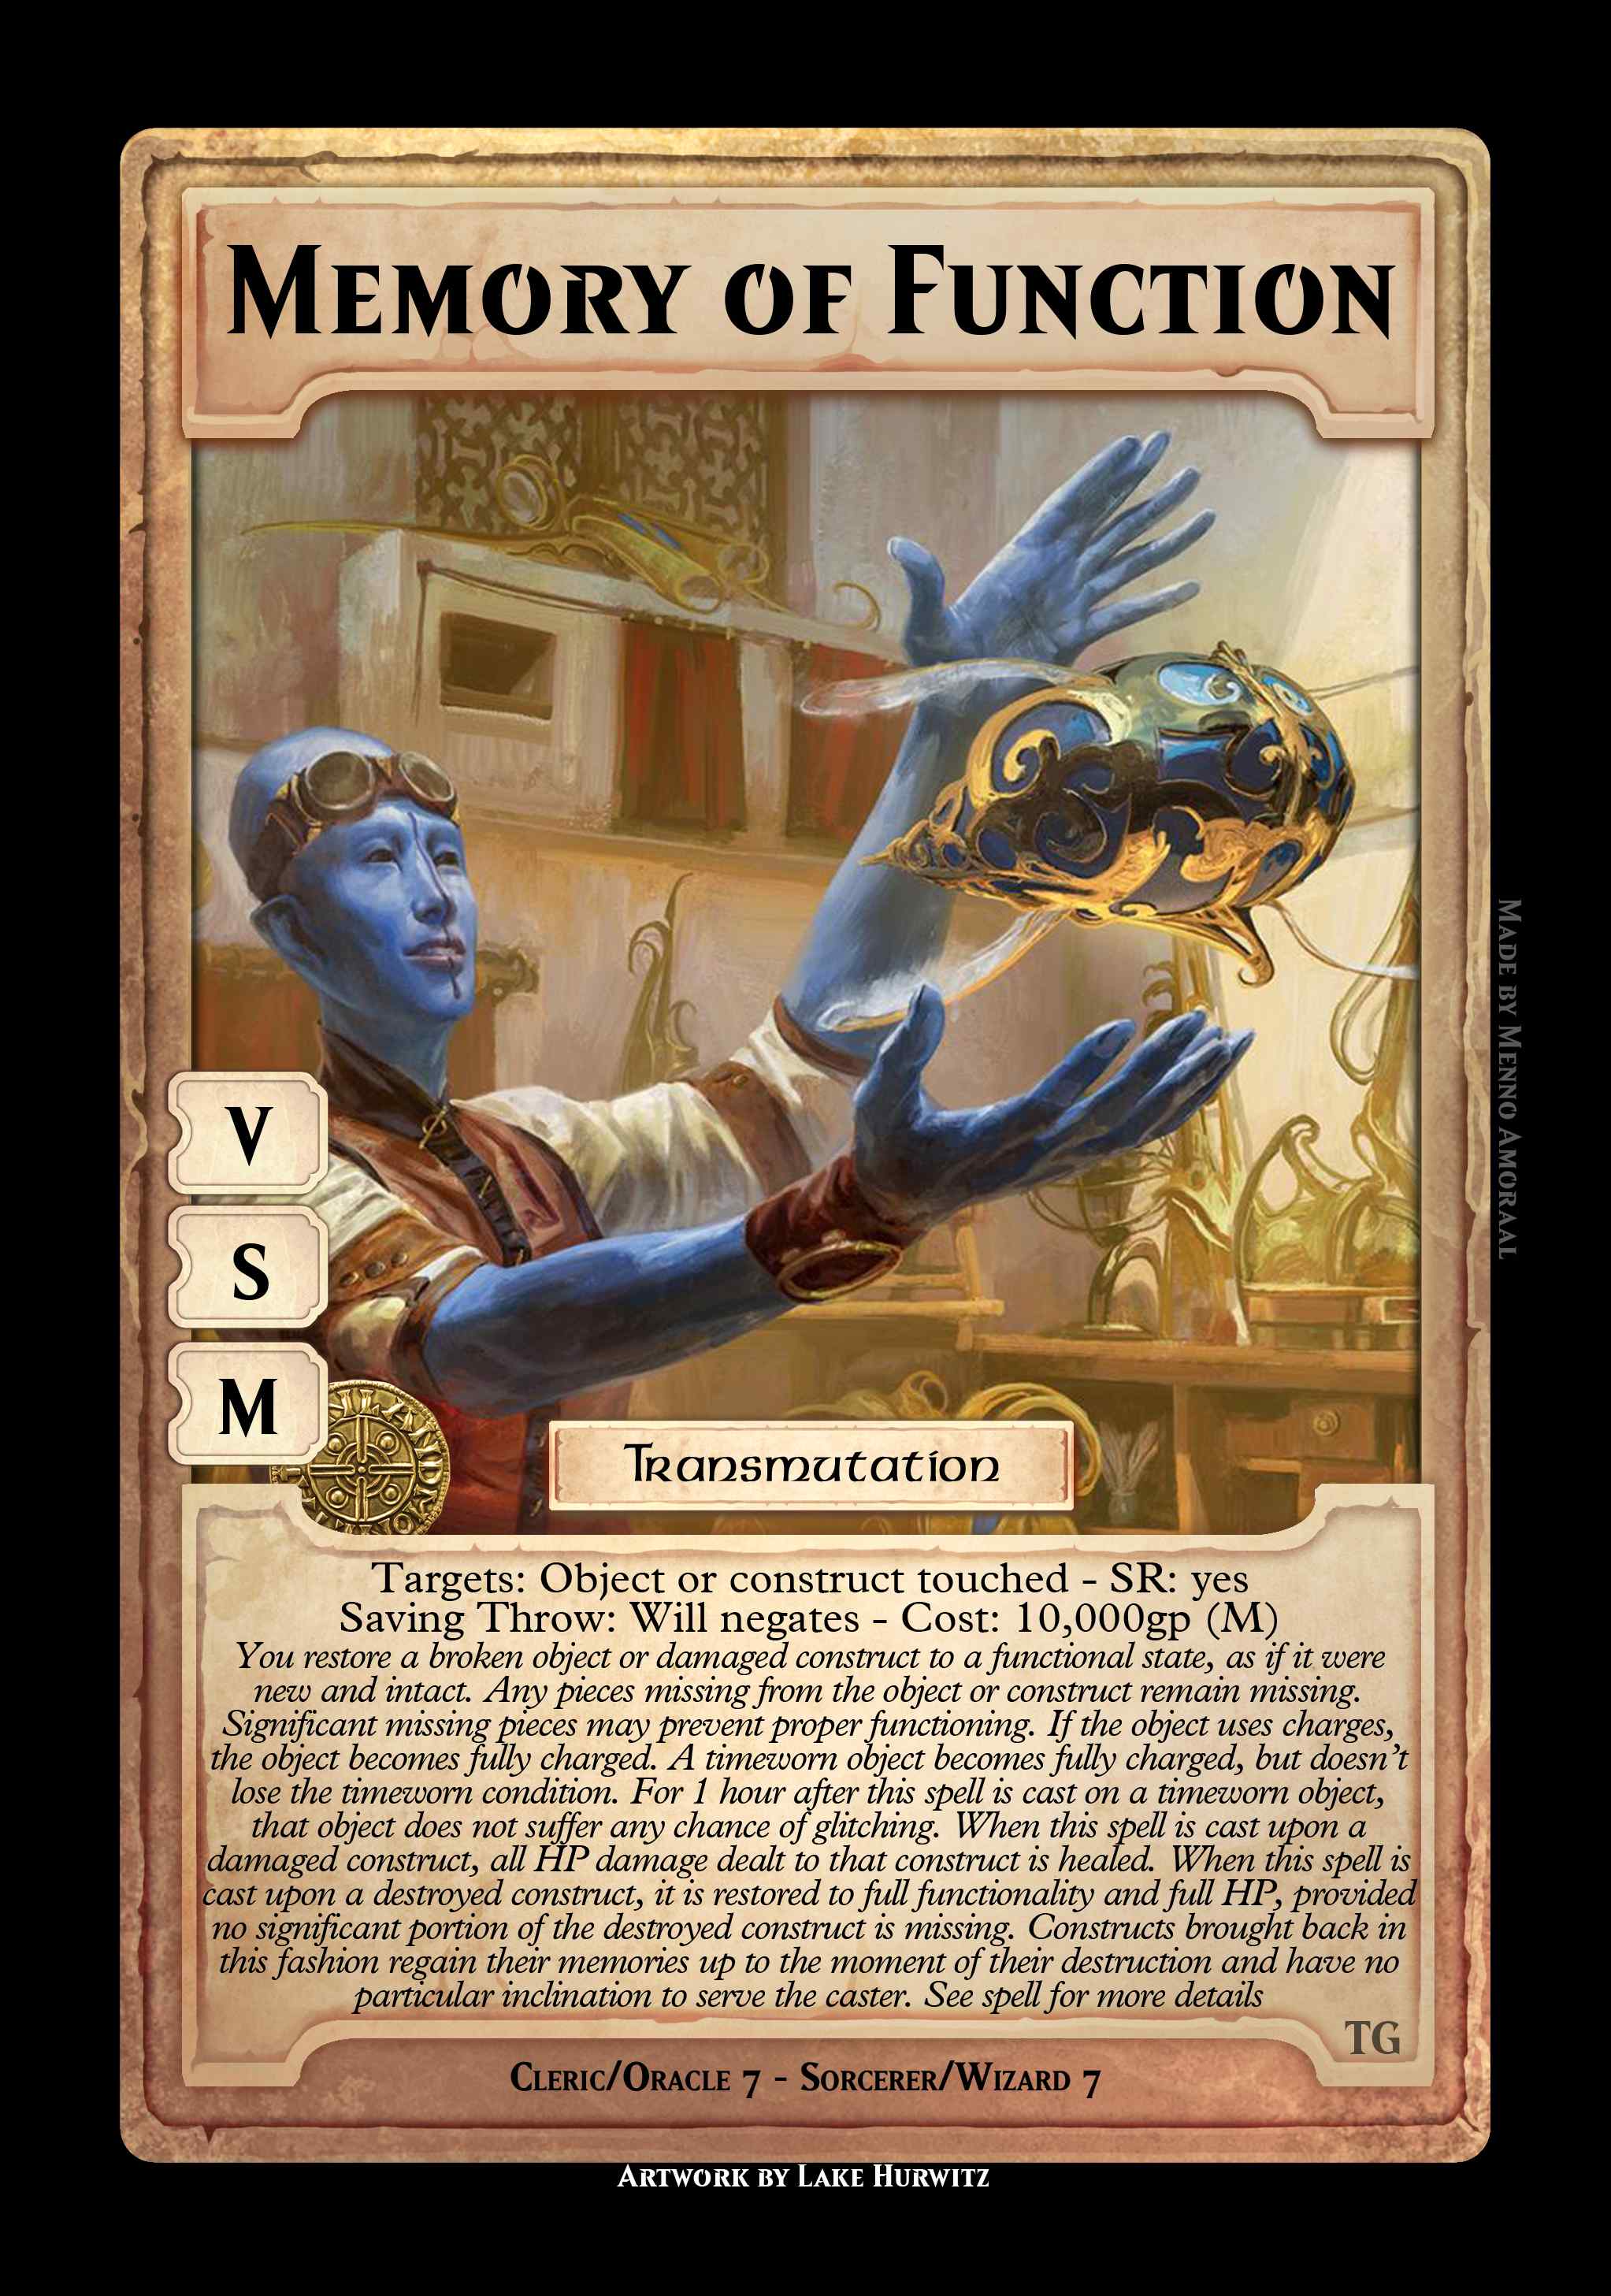 Memory of Function
V
S
M
Transmutation
Targets: Object or construct touched - SR: yes
Saving Throw: Will negates - Cost: 10,000gp (M)
You restore a broken object or damaged construct to a functional state, as if it were
new and intact. Any pieces missing from the object or construct remain missing.
Significant missing pieces may prevent proper functioning. If the object uses charges,
the object becomes fully charged. A timeworn object becomes fully charged, but doesn't
lose the timeworn condition. For 1 hour after this spell is cast on a timeworn object,
that object does not suffer any chance of glitching. When this spell is cast upon a
damaged construct, all HP damage dealt to that construct is healed. When this spell is
cast upon a destroyed construct, it is restored to full functionality and full HP, provided
no significant portion of the destroyed construct is missing. Constructs brought back in
this fashion regain their memories up to the moment of their destruction and have no
particular inclination to serve the caster. See spell for more details
TG
Cleric/Oracle 7 - Sorcerer/Wizard 7
Artwork by Lake Hurwitz
Made by Menno Amoraal